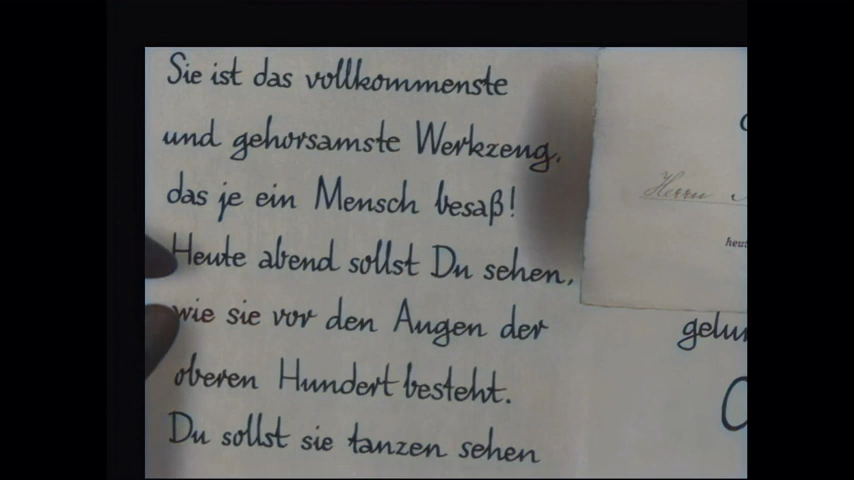 Sie ist das vollkommenste
und gehorsamste Werkzeug,
das je ein Mensch besaß!
Heute abend sollst Du sehen,
wie sie vor den Augen der
oberen Hundert besteht.
Du sollst sie tanzen sehen
Herrn